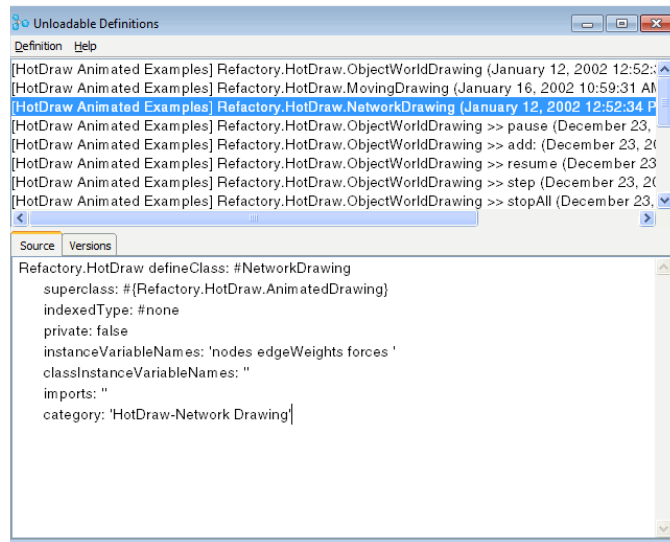 Unloadable Definitions
Definition Help
[HotDraw Animated Examples] Refactory.HotDraw.ObjectWorldDrawing (January 12, 2002 12:52:
[HotDraw Animated Examples] Refactory.HotDraw.MovingDrawing (January 16, 2002 10:59:31 AM
[HotDraw Animated Examples] Refactory.HotDraw.NetworkDrawing (January 12, 2002 12:52:34 P
[HotDraw Animated Examples] Refactory.HotDraw.ObjectWorldDrawing >> pause (December 23,
[HotDraw Animated Examples] Refactory.HotDraw.ObjectWorldDrawing >> add: (December 23, 20
[HotDraw Animated Examples] Refactory.HotDraw.ObjectWorldDrawing >> resume (December 23
[HotDraw Animated Examples] Refactory.HotDraw.ObjectWorldDrawing >> step (December 23, 20
[HotDraw Animated Examples] Refactory.HotDraw.ObjectWorldDrawing >> stopAll (December 23,
Source Versions
Refactory.HotDraw defineClass: #NetworkDrawing
superclass: #{Refactory.HotDraw.AnimatedDrawing}
indexedType: #none
private: false
instanceVariableNames: 'nodes edgeWeights forces '
classInstanceVariableNames: ''
imports: ''
category: 'HotDraw-Network Drawing'